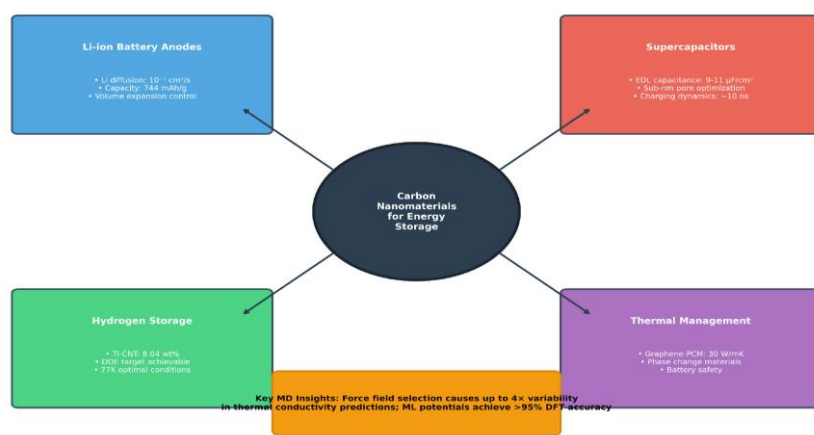 Li-ion Battery Anodes
• Li diffusion: cm²/s
• Capacity: 744 mAh/g
• Volume expansion control
Supercapacitors
• EDL capacitance: 9-11 μF/cm²
• Sub-nm pore optimization
• Charging dynamics: ~10 ns
Carbon
Nanomaterials
for Energy
Storage
Hydrogen Storage
• Ti-CNT: 8.04 wt%
• DOE target achievable
• 77K optimal conditions
Thermal Management
• Graphene-PCM: 30 W/mK
• Phase change materials
• Battery safety
Key MD Insights: Force field selection causes up to 4× variability
in thermal conductivity predictions; ML potentials achieve >95% DFT accuracy